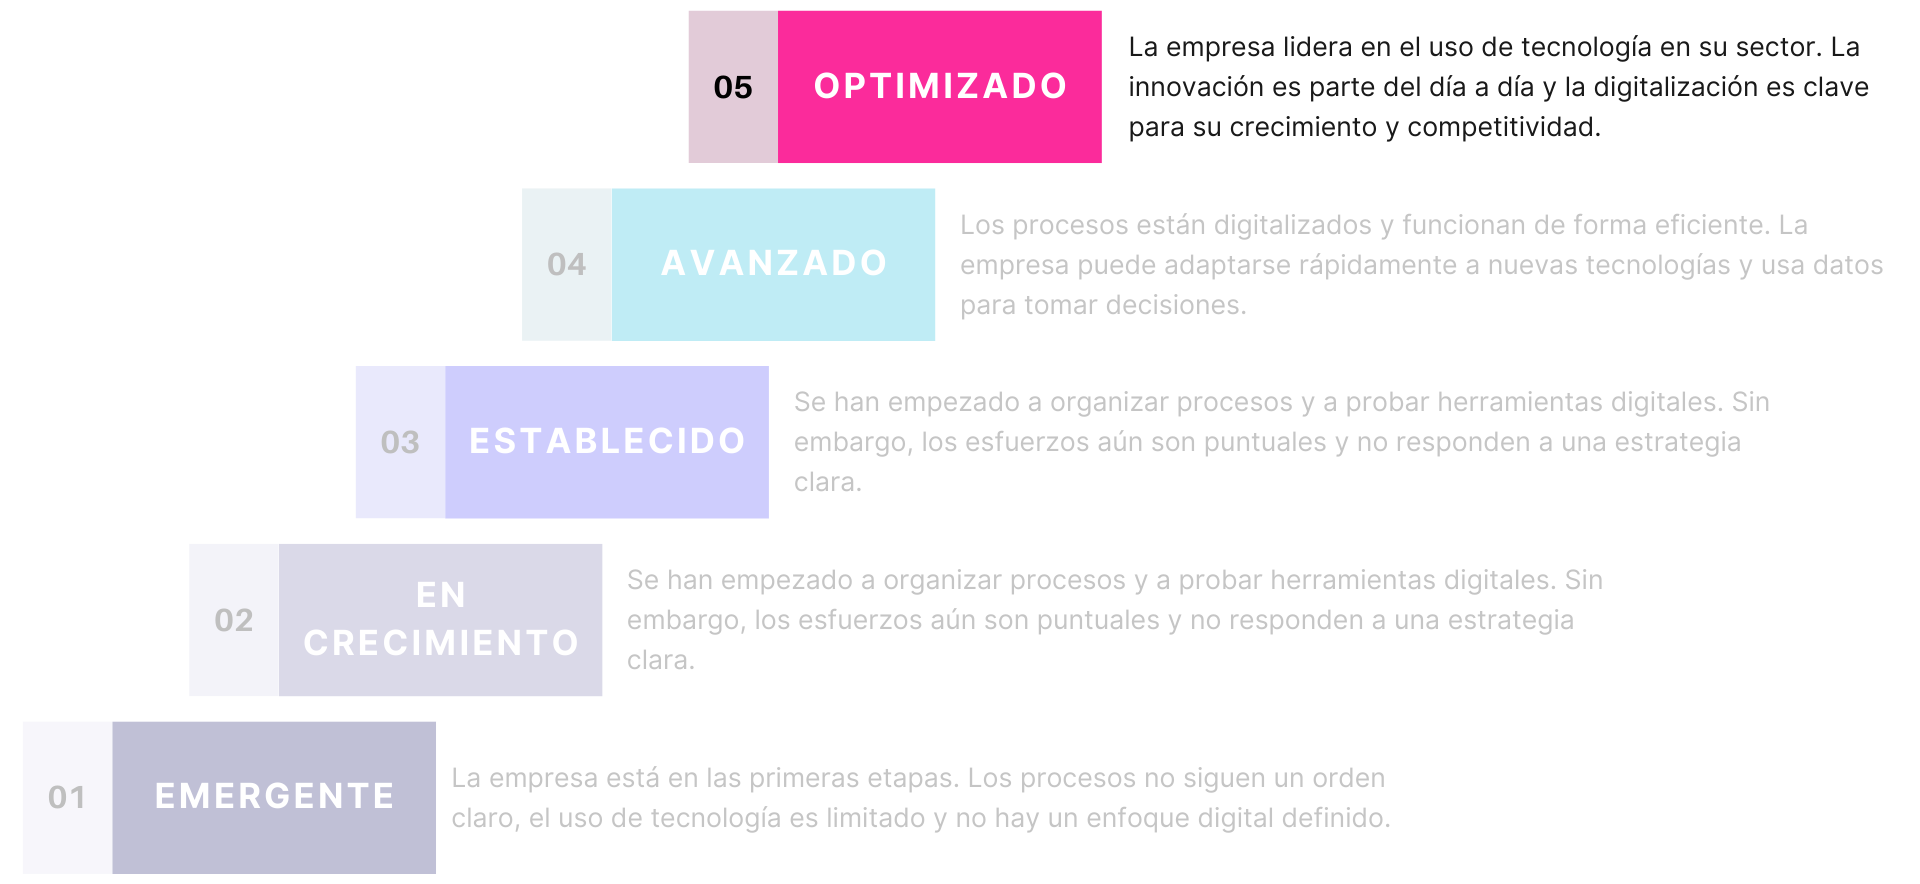 05
OPTIMIZADO
La empresa lidera en el uso de tecnología en su sector. La
innovación es parte del día a día y la digitalización es clave
para su crecimiento y competitividad.
04
AVANZADO
Los procesos están digitalizados y funcionan de forma eficiente. La
empresa puede adaptarse rápidamente a nuevas tecnologías y usa datos
para tomar decisiones.
03
ESTABLECIDO
Se han empezado a organizar procesos y a probar herramientas digitales. Sin
embargo, los esfuerzos aún son puntuales y no responden a una estrategia
clara.
02
EN
CRECIMIENTO
Se han empezado a organizar procesos y a probar herramientas digitales. Sin
embargo, los esfuerzos aún son puntuales y no responden a una estrategia
clara.
01
EMERGENTE
La empresa está en las primeras etapas. Los procesos no siguen un orden
claro, el uso de tecnología es limitado y no hay un enfoque digital definido.